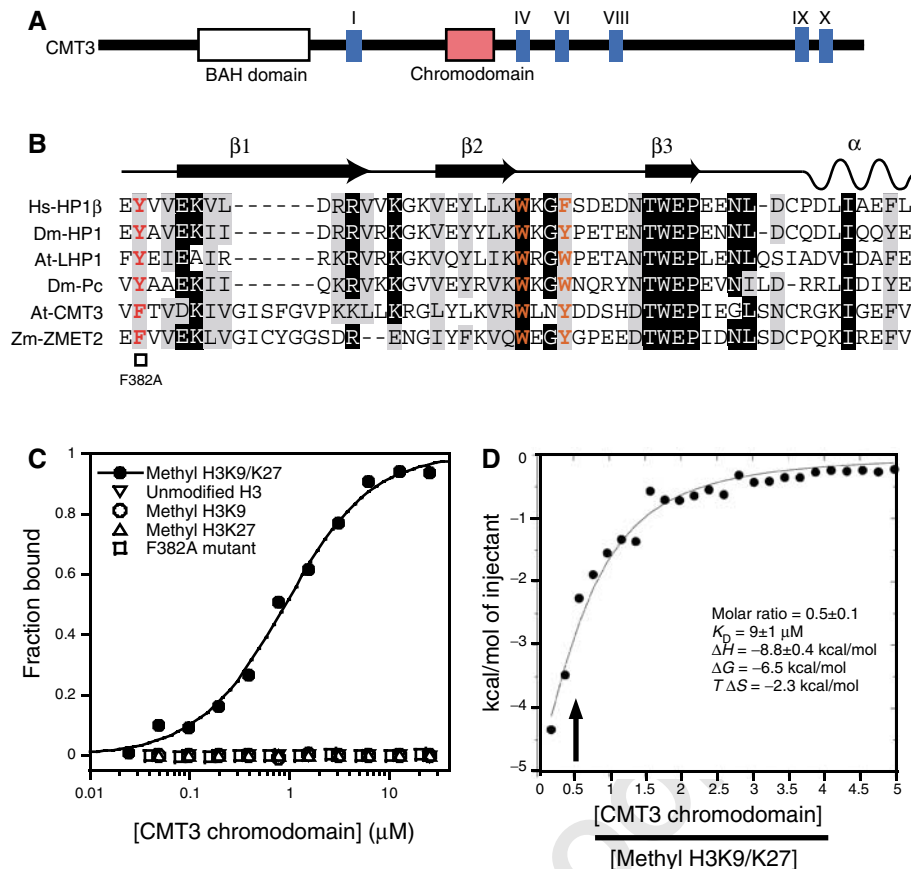 A
I IV VI VIII IX X
CMT3
BAH domain
Chromodomain
B
β1 β2 β3 α
Hs-HP1β EYVVEKVL------DRRVVKGKVEYLLKWKGFSDEDNTWEPEENL-DCPDLIAEFL
Dm-HP1 EYAVEKII------DRRVRKGKVEYYLKWKGYPETENTWEPENNL-DCQDLIQQYE
At-LHP1 FYEIEAIR------RKRVRKGKVQYLIKWRGWPETANTWEPLENLQSIADVIDAFE
Dm-Pc VYAAEKII------QKRVKKGVVEYRVKWKGWNQRYNTWEPEVNILD-RRLIDIYE
At-CMT3 VFTVDKIVGISFGVPKKLLKRGLYLKVRWLNYDDSHDTWEPIEGLSNCRGKIGEFV
Zm-ZMET2 EFVVEKLVGICYGGSDR--ENGIYFKVQWEGYGPEEDTWEPIDNLSNCPQKIREFV
F382A
C
1
0.8
0.6
0.4
0.2
0
Fraction bound
Methyl H3K9/K27
Unmodified H3
Methyl H3K9
Methyl H3K27
F382A mutant
0.01 0.1 1 10
[CMT3 chromodomain] (μM)
D
0
−1
−2
−3
−4
−5
kcal/mol of injectant
Molar ratio = 0.5±0.1
KD = 9±1 μM
ΔH = −8.8±0.4 kcal/mol
ΔG = −6.5 kcal/mol
TΔS = −2.3 kcal/mol
0 0.5 1 1.5 2 2.5 3 3.5 4 4.5 5
[CMT3 chromodomain]
[Methyl H3K9/K27]